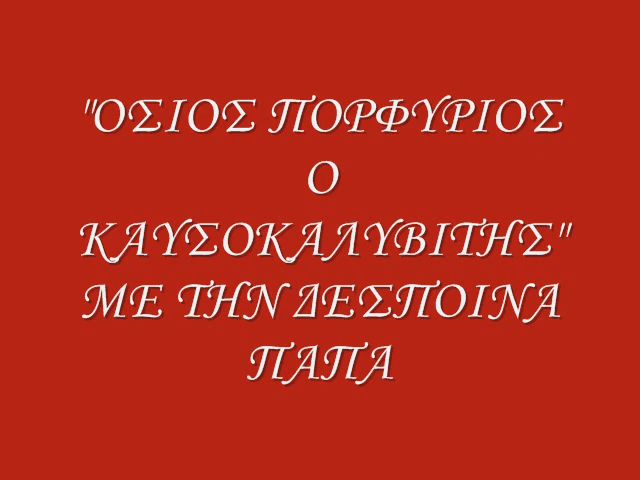 "ΟΣΙΟΣ ΠΟΡΦΥΡΙΟΣ
Ο
ΚΑΥΣΟΚΑΛΥΒΙΤΗΣ"
ΜΕ ΤΗΝ ΔΕΣΠΟΙΝΑ
ΠΑΠΑ